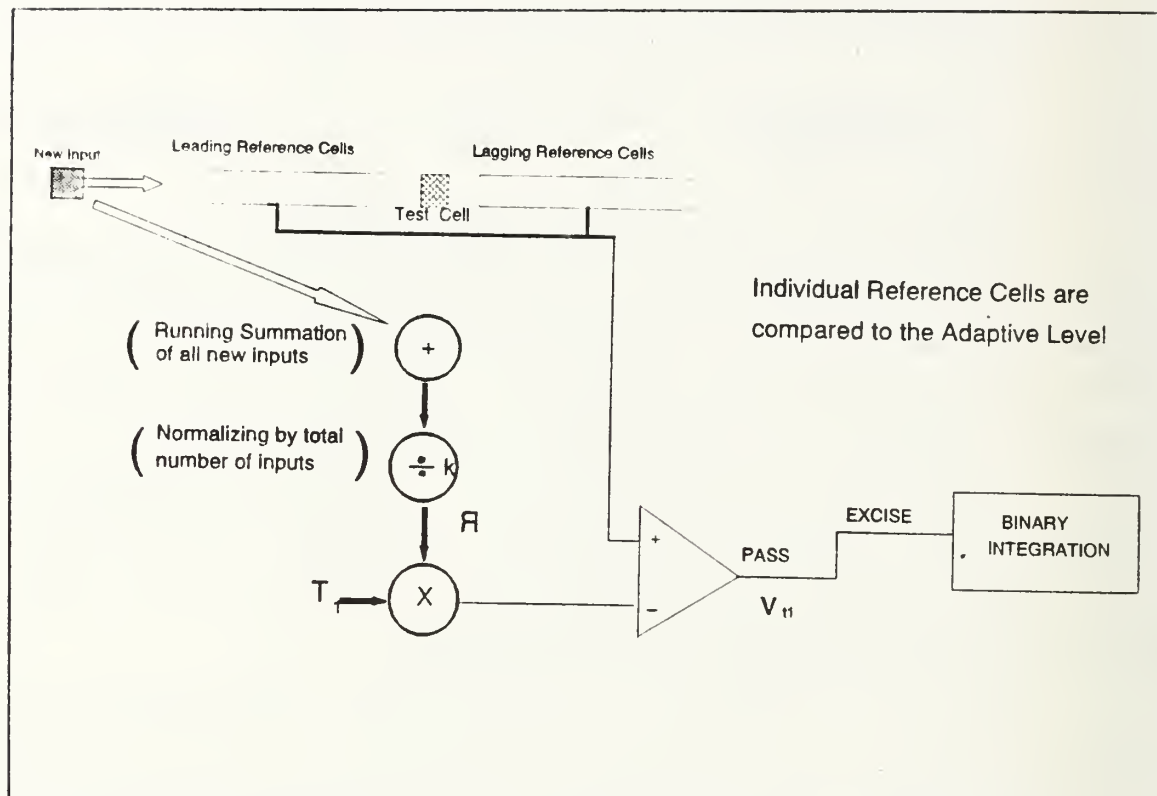 New Input
Leading Reference Cells
Lagging Reference Cells
Test Cell
Individual Reference Cells are
compared to the Adaptive Level
( Running Summation
of all new inputs )
+
( Normalizing by total
number of inputs )
÷ k
Я
T1
X
+
−
PASS
Vt1
EXCISE
BINARY
INTEGRATION